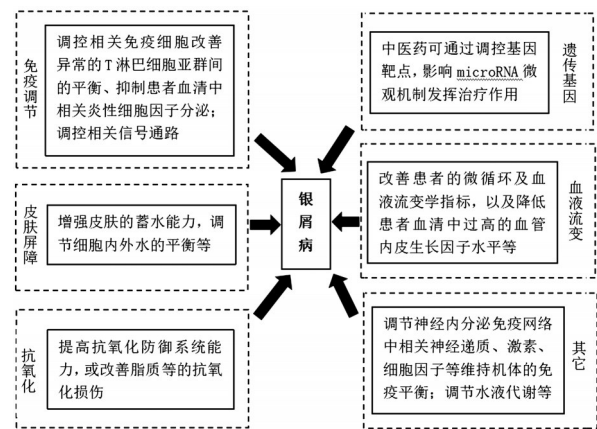 免疫调节
调控相关免疫细胞改善
异常的T淋巴细胞亚群间
的平衡、抑制患者血清中
相关炎性细胞因子分泌；
调控相关信号通路
皮肤屏障
增强皮肤的蓄水能力，调
节细胞内外水的平衡等
抗氧化
提高抗氧化防御系统能
力，或改善脂质等的抗氧
化损伤
银屑病
遗传基因
中医药可通过调控基因
靶点，影响 microRNA 微
观机制发挥治疗作用
血液流变
改善患者的微循环及血
液流变学指标，以及降低
患者血清中过高的血管
内皮生长因子水平等
其它
调节神经内分泌免疫网络
中相关神经递质、激素、
细胞因子等维持机体的免
疫平衡；调节水液代谢等